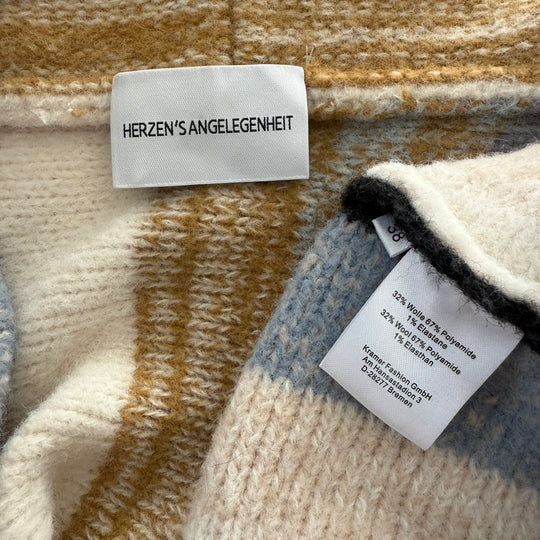 HERZEN'S ANGELEGENHEIT
38
32% Wolle 67% Polyamide
1% Elastane
32% Wool 67% Polyamide
1% Elasthan
Kramer Fashion GmbH
Am Hansastadion 3
D-28277 Bremen